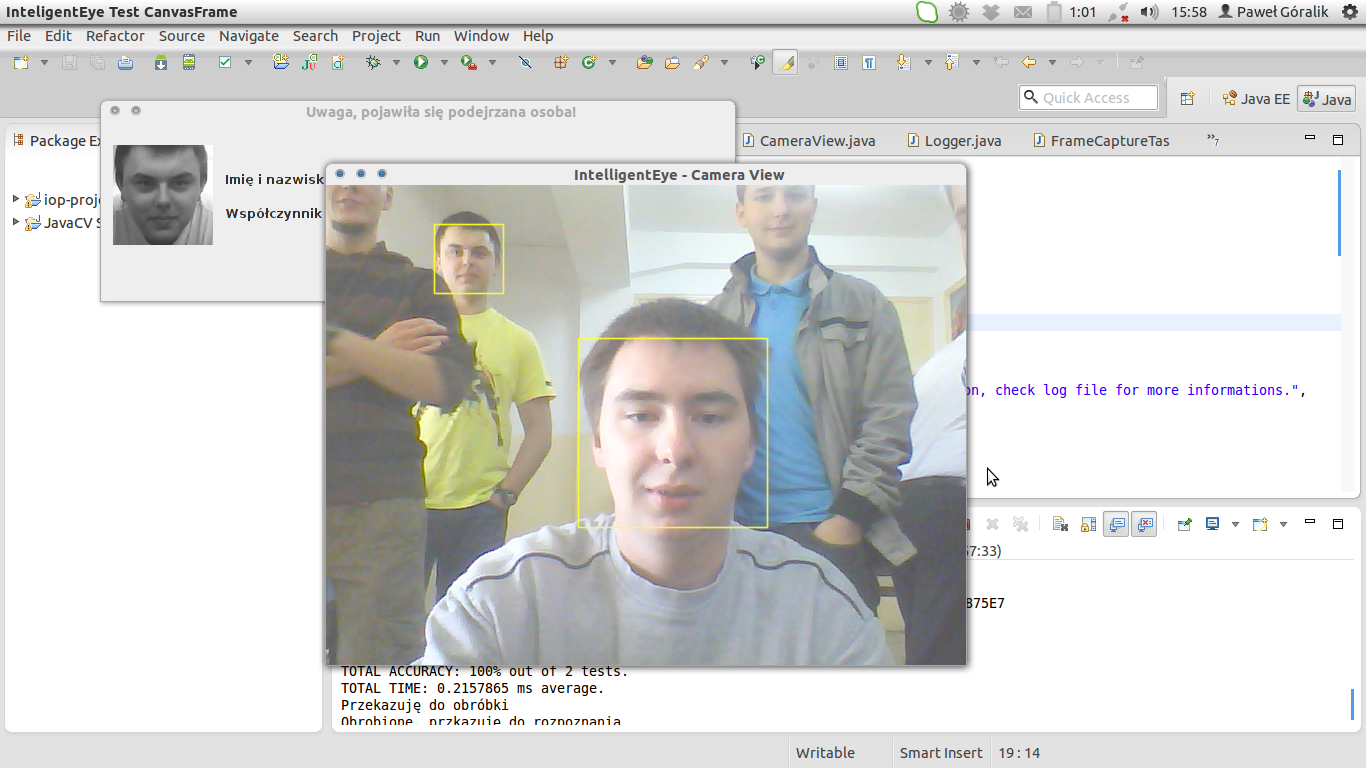 InteligentEye Test CanvasFrame
1:01
15:58
Paweł Góralik
File Edit Refactor Source Navigate Search Project Run Window Help
Quick Access
Java EE
Java
Uwaga, pojawiła się podejrzana osoba!
Package Ex
CameraView.java
Logger.java
FrameCaptureTas
7
IntelligentEye - Camera View
Imię i nazwisk
iop-proje
Współczynnik
JavaCV S
on, check log file for more informations.",
57:33)
875E7
TOTAL ACCURACY: 100% out of 2 tests.
TOTAL TIME: 0.2157865 ms average.
Przekazuję do obróbki
Obrobione, przkazuję do rozpoznania
Writable
Smart Insert
19 : 14